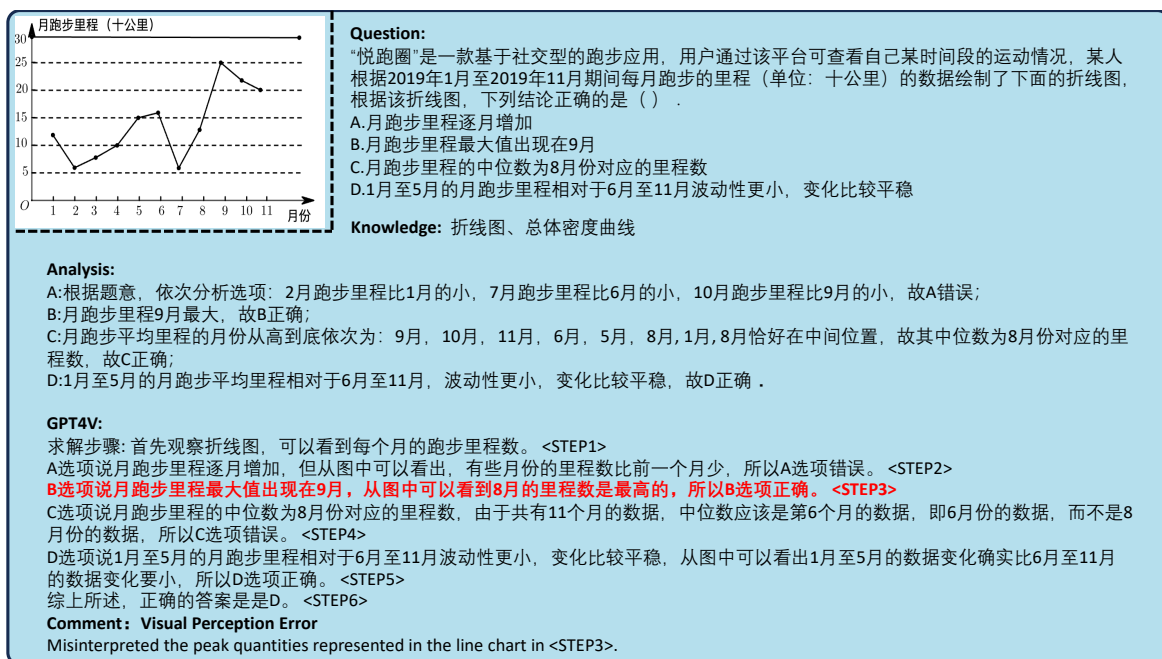 月跑步里程（十公里）
30
25
20
15
10
5
O
1 2 3 4 5 6 7 8 9 10 11 月份
Question:
“悦跑圈”是一款基于社交型的跑步应用，用户通过该平台可查看自己某时间段的运动情况，某人
根据2019年1月至2019年11月期间每月跑步的里程（单位：十公里）的数据绘制了下面的折线图，
根据该折线图，下列结论正确的是（ ）.
A.月跑步里程逐月增加
B.月跑步里程最大值出现在9月
C.月跑步里程的中位数为8月份对应的里程数
D.1月至5月的月跑步里程相对于6月至11月波动性更小，变化比较平稳
Knowledge: 折线图、总体密度曲线
Analysis:
A:根据题意，依次分析选项：2月跑步里程比1月的小，7月跑步里程比6月的小，10月跑步里程比9月的小，故A错误；
B:月跑步里程9月最大，故B正确；
C:月跑步平均里程的月份从高到底依次为：9月，10月，11月，6月，5月，8月, 1月, 8月恰好在中间位置，故其中位数为8月份对应的里
程数，故C正确；
D:1月至5月的月跑步平均里程相对于6月至11月，波动性更小，变化比较平稳，故D正确．
GPT4V:
求解步骤: 首先观察折线图，可以看到每个月的跑步里程数。<STEP1>
A选项说月跑步里程逐月增加，但从图中可以看出，有些月份的里程数比前一个月少，所以A选项错误。<STEP2>
B选项说月跑步里程最大值出现在9月，从图中可以看到8月的里程数是最高的，所以B选项正确。<STEP3>
C选项说月跑步里程的中位数为8月份对应的里程数，由于共有11个月的数据，中位数应该是第6个月的数据，即6月份的数据，而不是8
月份的数据，所以C选项错误。<STEP4>
D选项说1月至5月的月跑步里程相对于6月至11月波动性更小，变化比较平稳，从图中可以看出1月至5月的数据变化确实比6月至11月
的数据变化要小，所以D选项正确。<STEP5>
综上所述，正确的答案是是D。<STEP6>
Comment：Visual Perception Error
Misinterpreted the peak quantities represented in the line chart in <STEP3>.